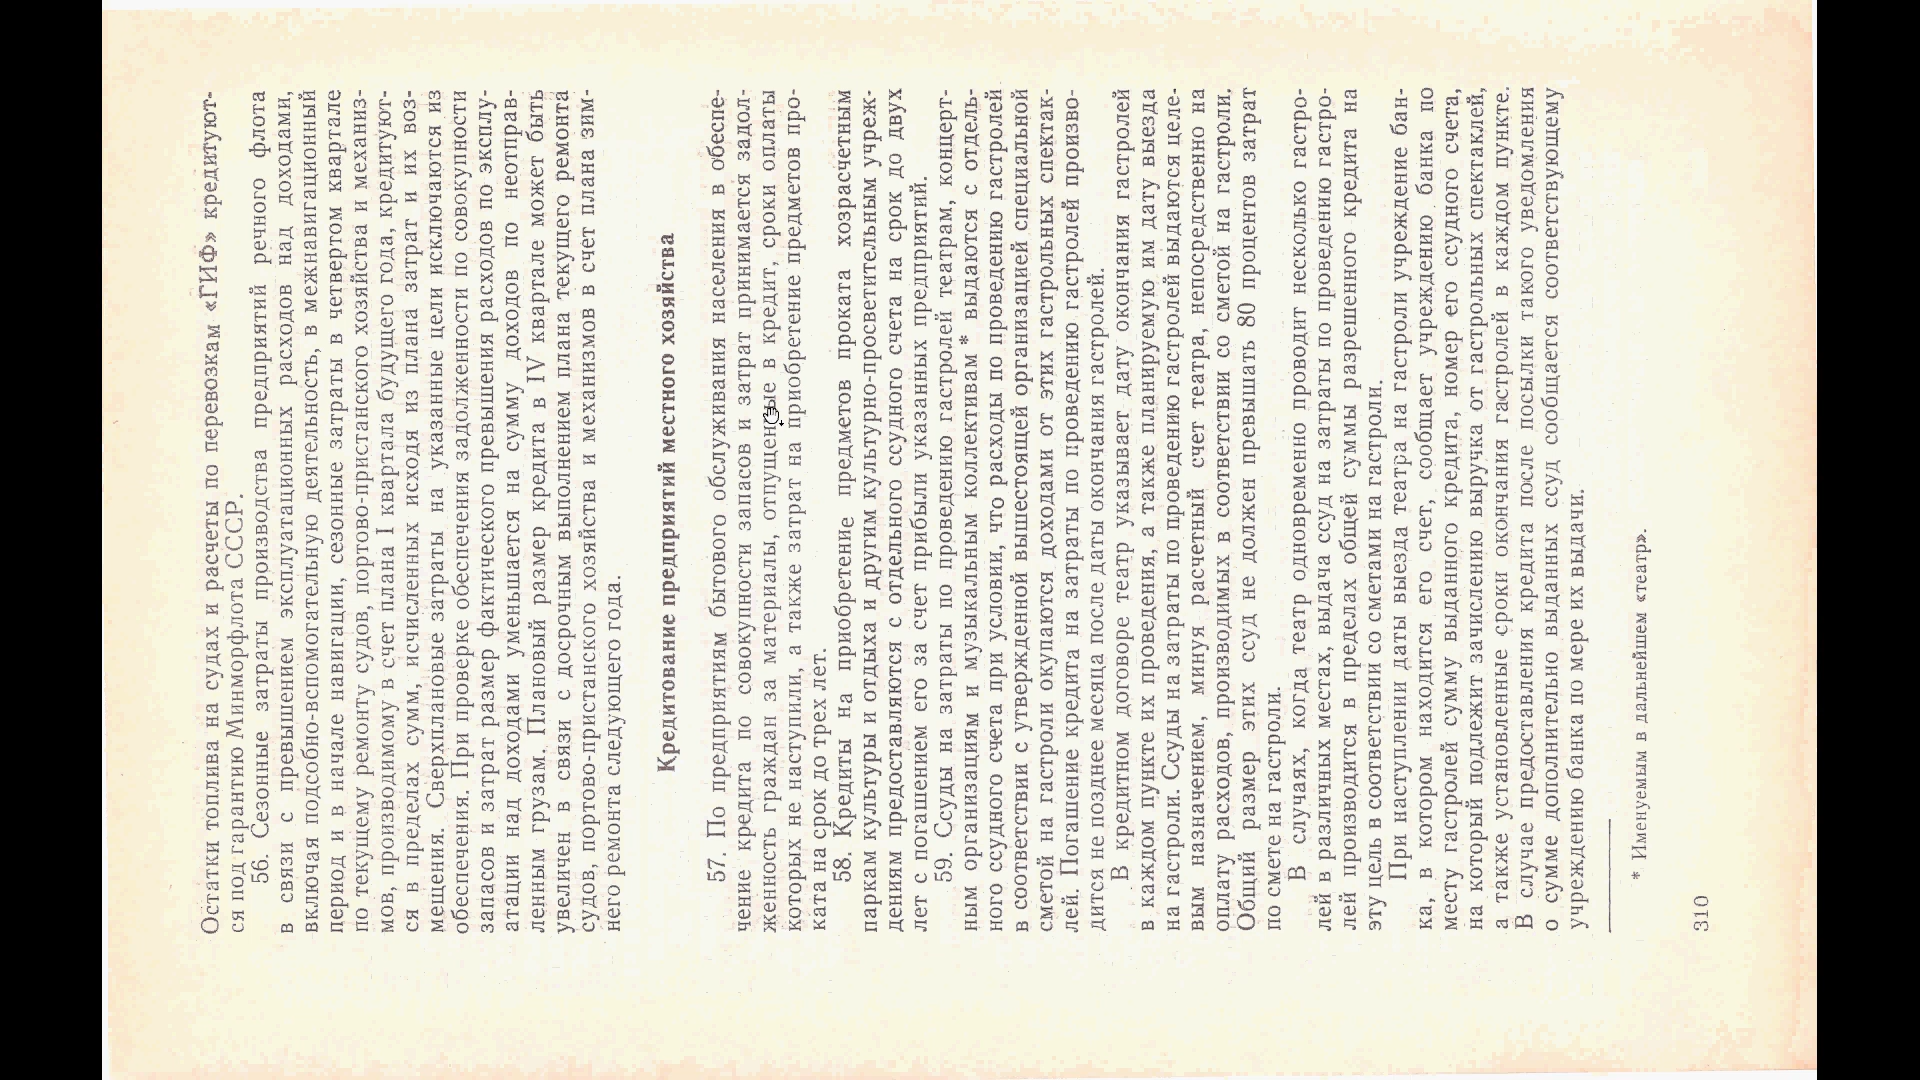 Остатки топлива на судах и расчеты по перевозкам «ГИФ» кредитуют-
ся под гарантию Минморфлота СССР.
56. Сезонные затраты производства предприятий речного флота
в связи с превышением эксплуатационных расходов над доходами,
включая подсобно-вспомогательную деятельность, в межнавигационный
период и в начале навигации, сезонные затраты в четвертом квартале
по текущему ремонту судов, портово-пристанского хозяйства и механиз-
мов, производимому в счет плана I квартала будущего года, кредитуют-
ся в пределах сумм, исчисленных исходя из плана затрат и их воз-
мещения. Сверхплановые затраты на указанные цели исключаются из
обеспечения. При проверке обеспечения задолженности по совокупности
запасов и затрат размер фактического превышения расходов по эксплу-
атации над доходами уменьшается на сумму доходов по неотправ-
ленным грузам. Плановый размер кредита в IV квартале может быть
увеличен в связи с досрочным выполнением плана текущего ремонта
судов, портово-пристанского хозяйства и механизмов в счет плана зим-
него ремонта следующего года.
Кредитование предприятий местного хозяйства
57. По предприятиям бытового обслуживания населения в обеспе-
чение кредита по совокупности запасов и затрат принимается задол-
женность граждан за материалы, отпущенные в кредит, сроки оплаты
которых не наступили, а также затрат на приобретение предметов про-
ката на срок до трех лет.
58. Кредиты на приобретение предметов проката хозрасчетным
паркам культуры и отдыха и другим культурно-просветительным учреж-
дениям предоставляются с отдельного ссудного счета на срок до двух
лет с погашением его за счет прибыли указанных предприятий.
59. Ссуды на затраты по проведению гастролей театрам, концерт-
ным организациям и музыкальным коллективам * выдаются с отдель-
ного ссудного счета при условии, что расходы по проведению гастролей
в соответствии с утвержденной вышестоящей организацией специальной
сметой на гастроли окупаются доходами от этих гастрольных спектак-
лей. Погашение кредита на затраты по проведению гастролей произво-
дится не позднее месяца после даты окончания гастролей.
В кредитном договоре театр указывает дату окончания гастролей
в каждом пункте их проведения, а также планируемую им дату выезда
на гастроли. Ссуды на затраты по проведению гастролей выдаются целе-
вым назначением, минуя расчетный счет театра, непосредственно на
оплату расходов, производимых в соответствии со сметой на гастроли.
Общий размер этих ссуд не должен превышать 80 процентов затрат
по смете на гастроли.
В случаях, когда театр одновременно проводит несколько гастро-
лей в различных местах, выдача ссуд на затраты по проведению гастро-
лей производится в пределах общей суммы разрешенного кредита на
эту цель в соответствии со сметами на гастроли.
При наступлении даты выезда театра на гастроли учреждение бан-
ка, в котором находится его счет, сообщает учреждению банка по
месту гастролей сумму выданного кредита, номер его ссудного счета,
на который подлежит зачислению выручка от гастрольных спектаклей,
а также установленные сроки окончания гастролей в каждом пункте.
В случае предоставления кредита после посылки такого уведомления
о сумме дополнительно выданных ссуд сообщается соответствующему
учреждению банка по мере их выдачи.
* Именуемым в дальнейшем «театр».
310